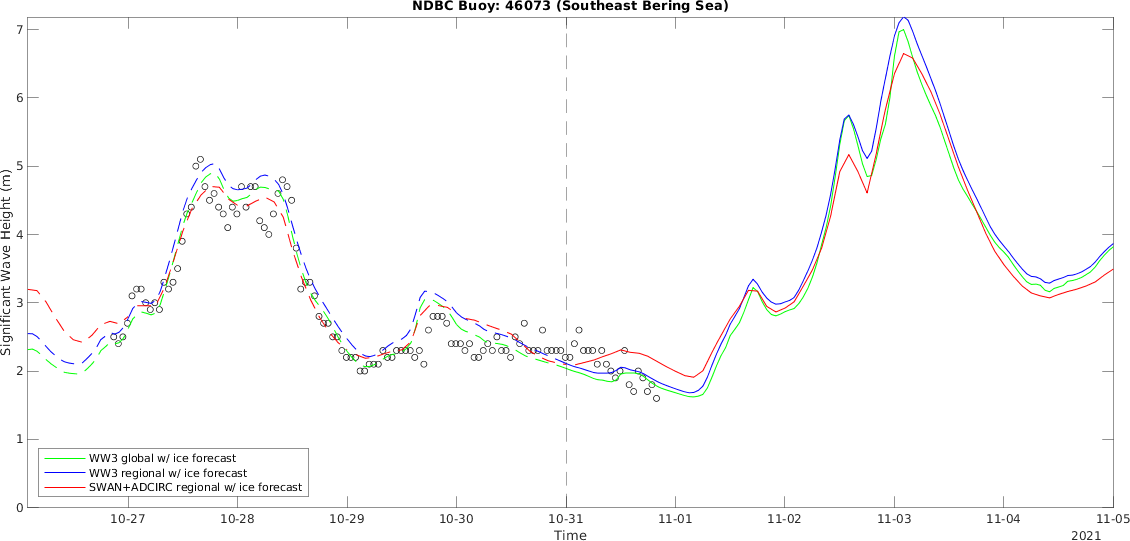 NDBC Buoy: 46073 (Southeast Bering Sea)
Significant Wave Height (m)
7
6
5
4
3
2
1
0
WW3 global w/ ice forecast
WW3 regional w/ ice forecast
SWAN+ADCIRC regional w/ ice forecast
10-27 10-28 10-29 10-30 10-31 11-01 11-02 11-03 11-04 11-05
Time
2021